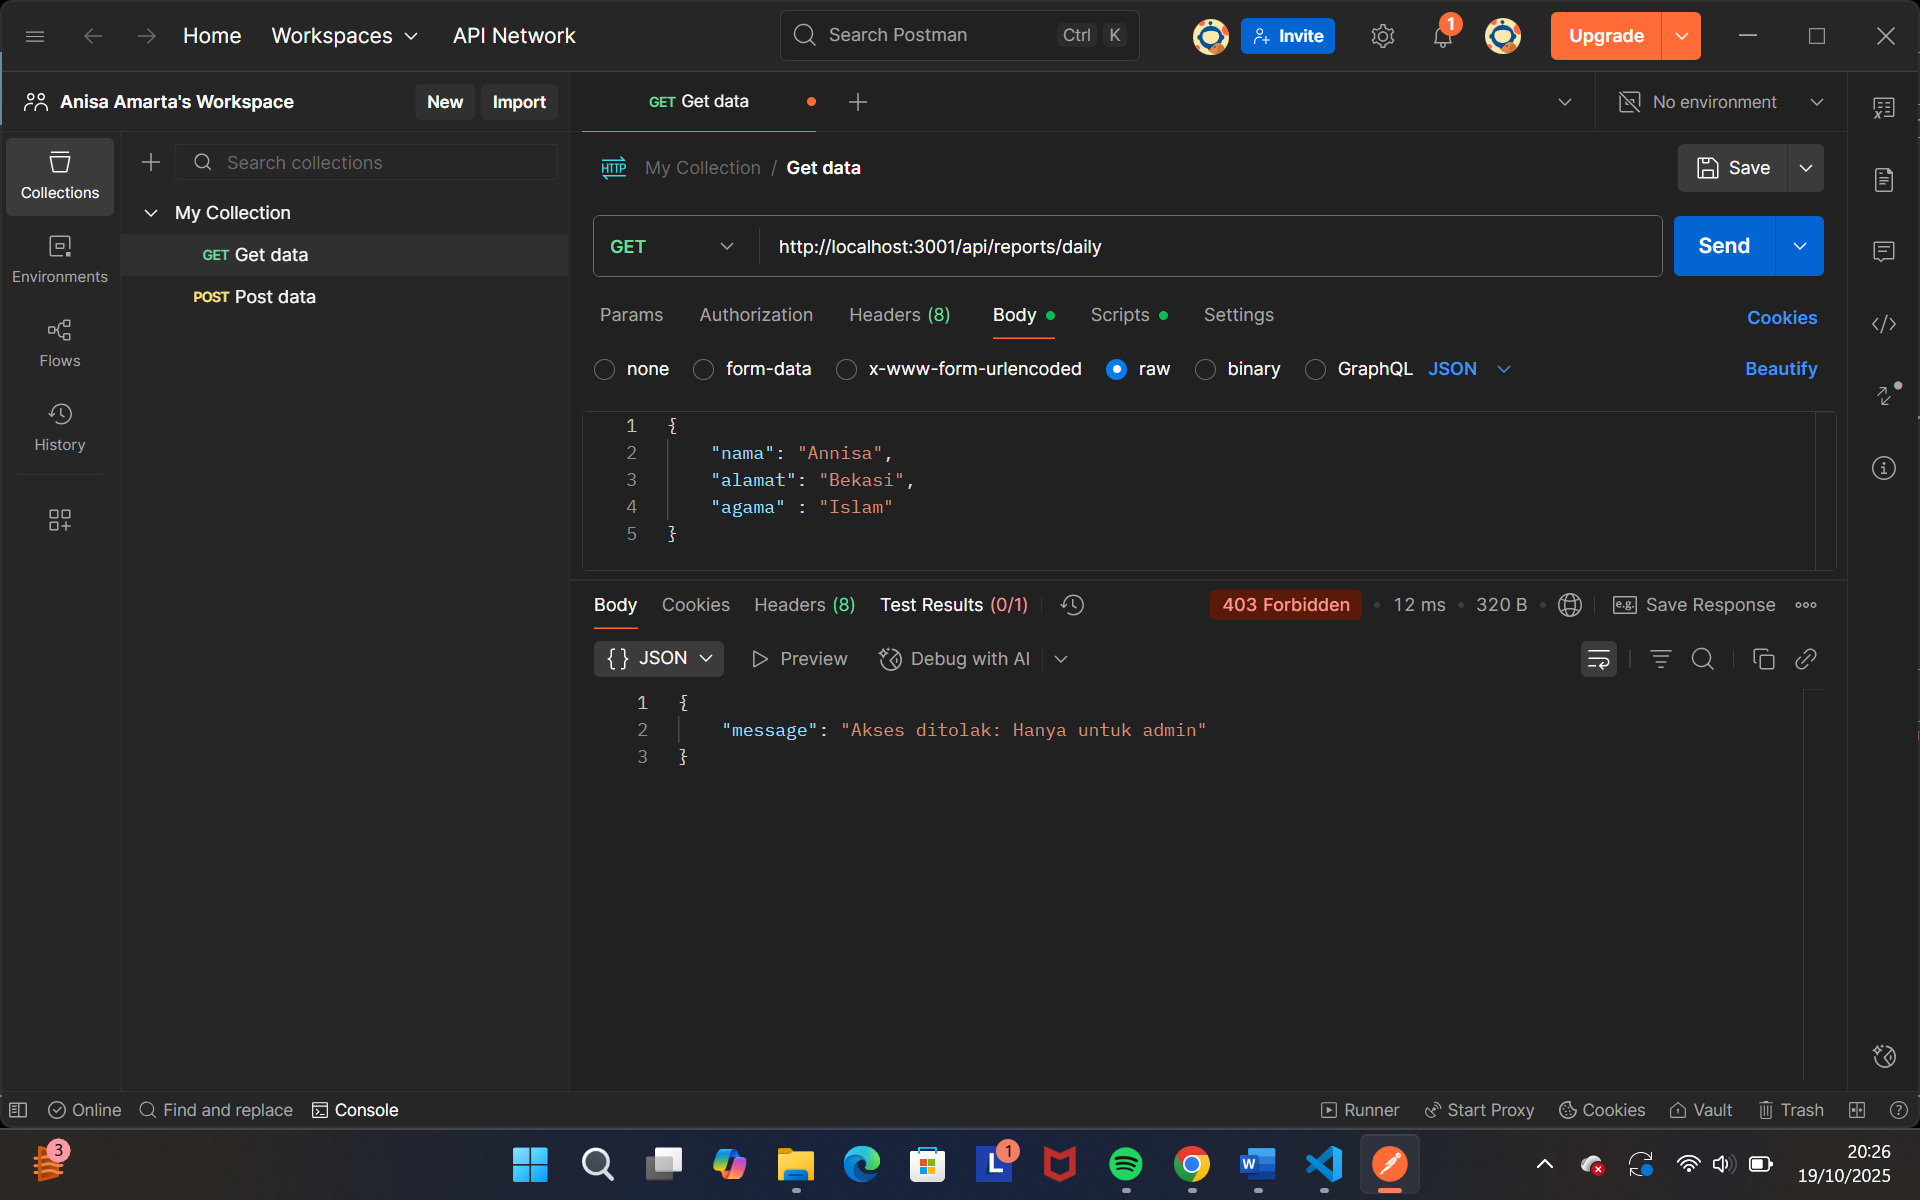 Home Workspaces API Network Search Postman Ctrl K Invite 1 Upgrade
Anisa Amarta's Workspace New Import
GET Get data No environment
Collections
Search collections
HTTP My Collection / Get data Save
My Collection
GET Get data
POST Post data
Environments
Flows
History
GET http://localhost:3001/api/reports/daily Send
Params Authorization Headers (8) Body Scripts Settings Cookies
none form-data x-www-form-urlencoded raw binary GraphQL JSON Beautify
1 {
2 "nama": "Annisa",
3 "alamat": "Bekasi",
4 "agama" : "Islam"
5 }
Body Cookies Headers (8) Test Results (0/1) 403 Forbidden • 12 ms • 320 B • e.g. Save Response
{} JSON Preview Debug with AI
1 {
2 "message": "Akses ditolak: Hanya untuk admin"
3 }
Online Find and replace Console Runner Start Proxy Cookies Vault Trash
3
L 1
W
20:26
19/10/2025